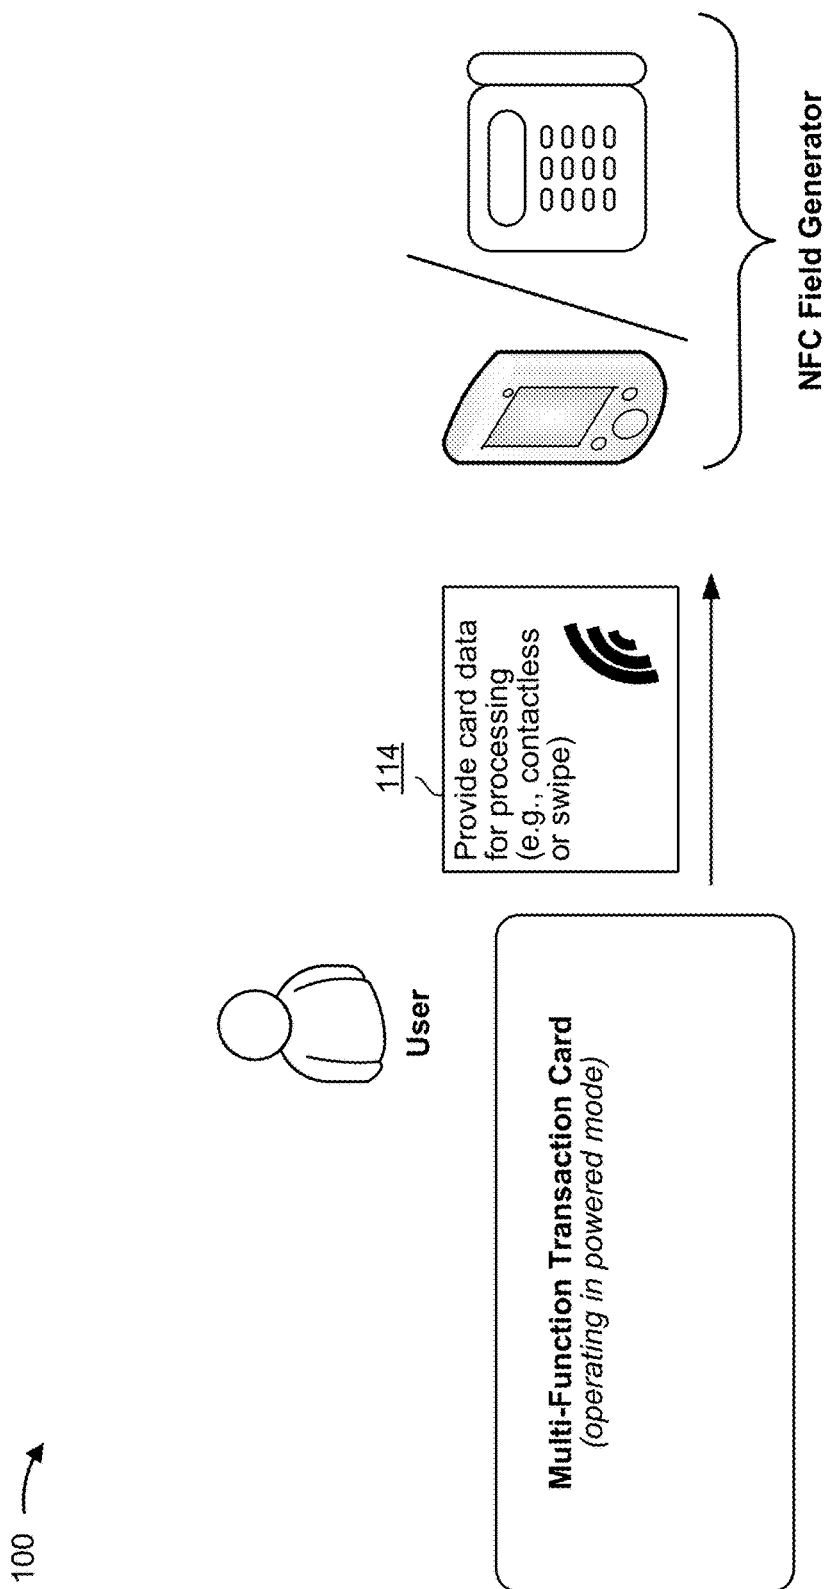 100
User
Multi-Function Transaction Card
(operating in powered mode)
114
Provide card data
for processing
(e.g., contactless
or swipe)
NFC Field Generator